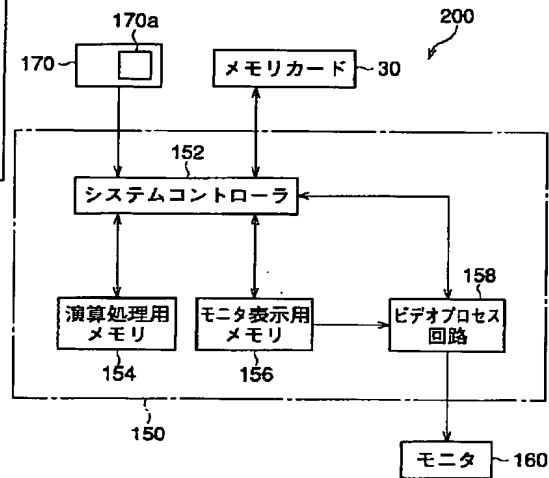 170a
200
170
メモリカード
30
152
システムコントローラ
158
演算処理用
メモリ
モニタ表示用
メモリ
ビデオプロセス
回路
154
156
150
モニタ
160